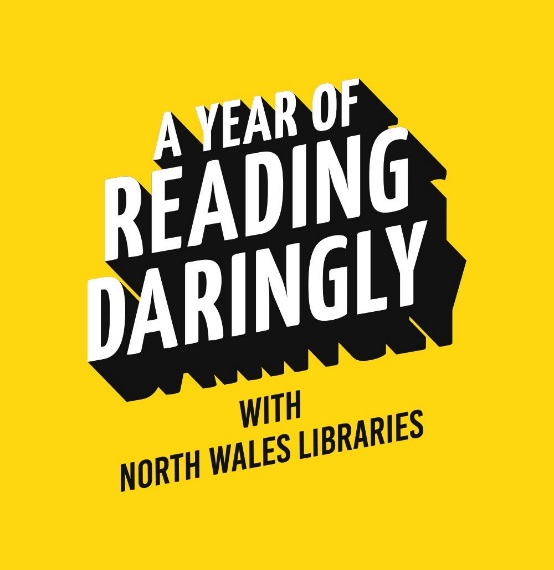 A YEAR OF
READING
DARINGLY
WITH
NORTH WALES LIBRARIES